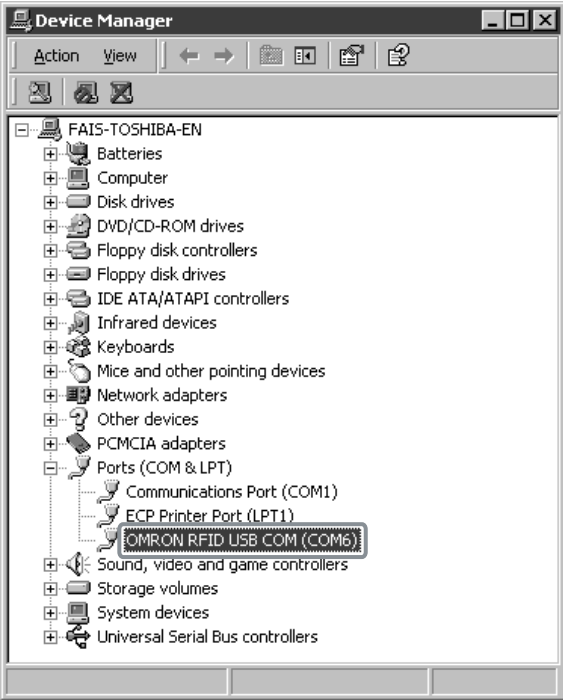 Device Manager
Action View
FAIS-TOSHIBA-EN
Batteries
Computer
Disk drives
DVD/CD-ROM drives
Floppy disk controllers
Floppy disk drives
IDE ATA/ATAPI controllers
Infrared devices
Keyboards
Mice and other pointing devices
Network adapters
Other devices
PCMCIA adapters
Ports (COM & LPT)
Communications Port (COM1)
ECP Printer Port (LPT1)
OMRON RFID USB COM (COM6)
Sound, video and game controllers
Storage volumes
System devices
Universal Serial Bus controllers